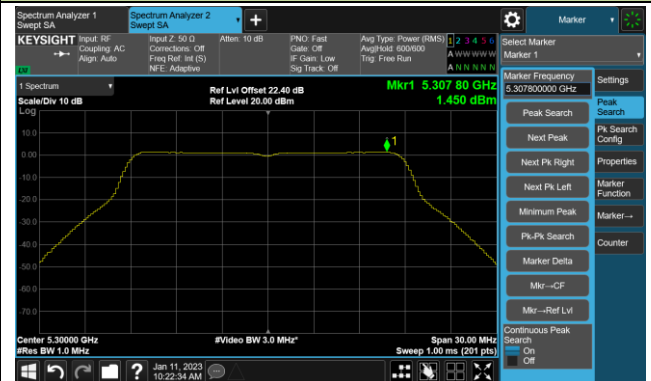 Spectrum Analyzer 1
Swept SA
Spectrum Analyzer 2
Swept SA
+
Marker
KEYSIGHT
Input: RF
Coupling: AC
Align: Auto
Input Z: 50 Ω
Corrections: Off
Freq Ref: Int (S)
NFE: Adaptive
Atten: 10 dB
PNO: Fast
Gate: Off
IF Gain: Low
Sig Track: Off
Avg Type: Power (RMS)
Avg|Hold: 600/600
Trig: Free Run
1 2 3 4 5 6
A W W W W W
A N N N N N
Select Marker
Marker 1
1 Spectrum
Scale/Div 10 dB
Log
Ref Lvl Offset 22.40 dB
Ref Level 20.00 dBm
Mkr1 5.307 80 GHz
1.450 dBm
10.0
0.00
-10.0
-20.0
-30.0
-40.0
-50.0
-60.0
-70.0
1
Center 5.30000 GHz
#Res BW 1.0 MHz
#Video BW 3.0 MHz*
Span 30.00 MHz
Sweep 1.00 ms (201 pts)
Marker Frequency
5.307800000 GHz
Peak Search
Next Peak
Next Pk Right
Next Pk Left
Minimum Peak
Pk-Pk Search
Marker Delta
Mkr→CF
Mkr→Ref Lvl
Continuous Peak
Search
On
Off
Settings
Peak
Search
Pk Search
Config
Properties
Marker
Function
Marker→
Counter
?
Jan 11, 2023
10:22:34 AM